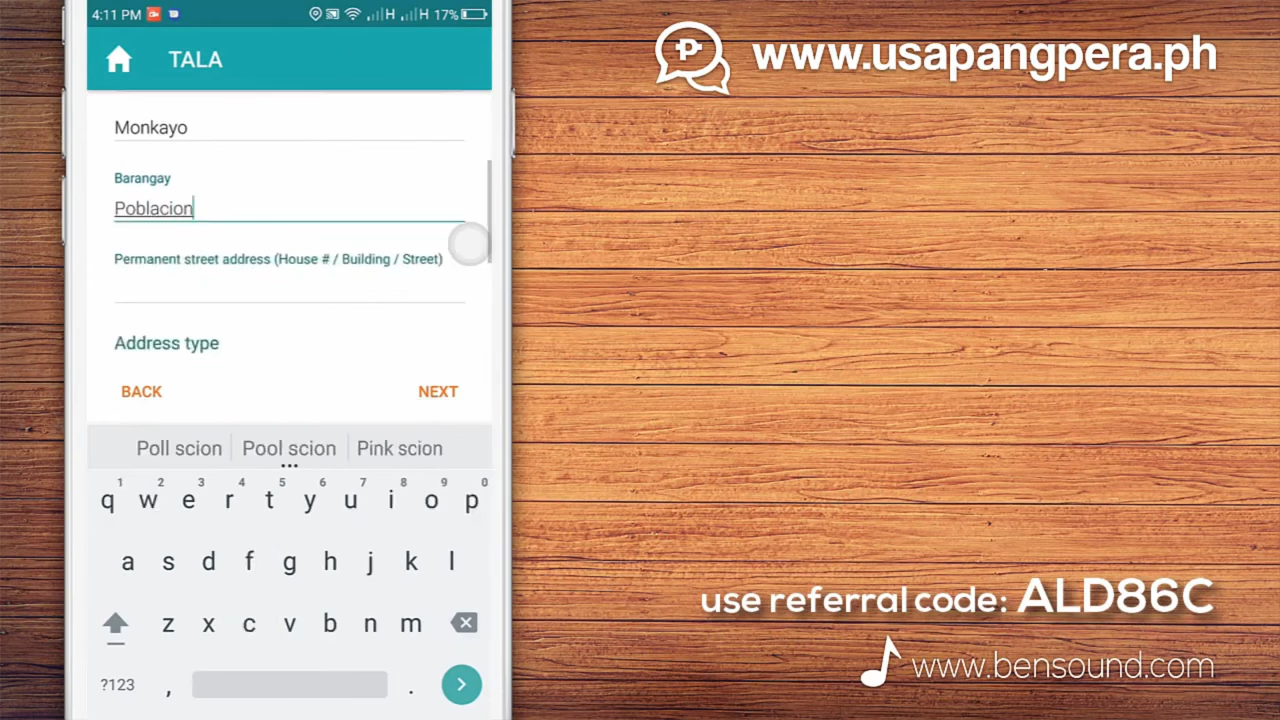 4:11 PM
H
H 17%
TALA
Monkayo
Barangay
Poblacion
Permanent street address (House # / Building / Street)
Address type
BACK
NEXT
Poll scion
Pool scion
Pink scion
1 2 3 4 5 6 7 8 9 0
q w e r t y u i o p
a s d f g h j k l
z x c v b n m
?123 , .
www.usapangpera.ph
use referral code: ALD86C
www.bensound.com